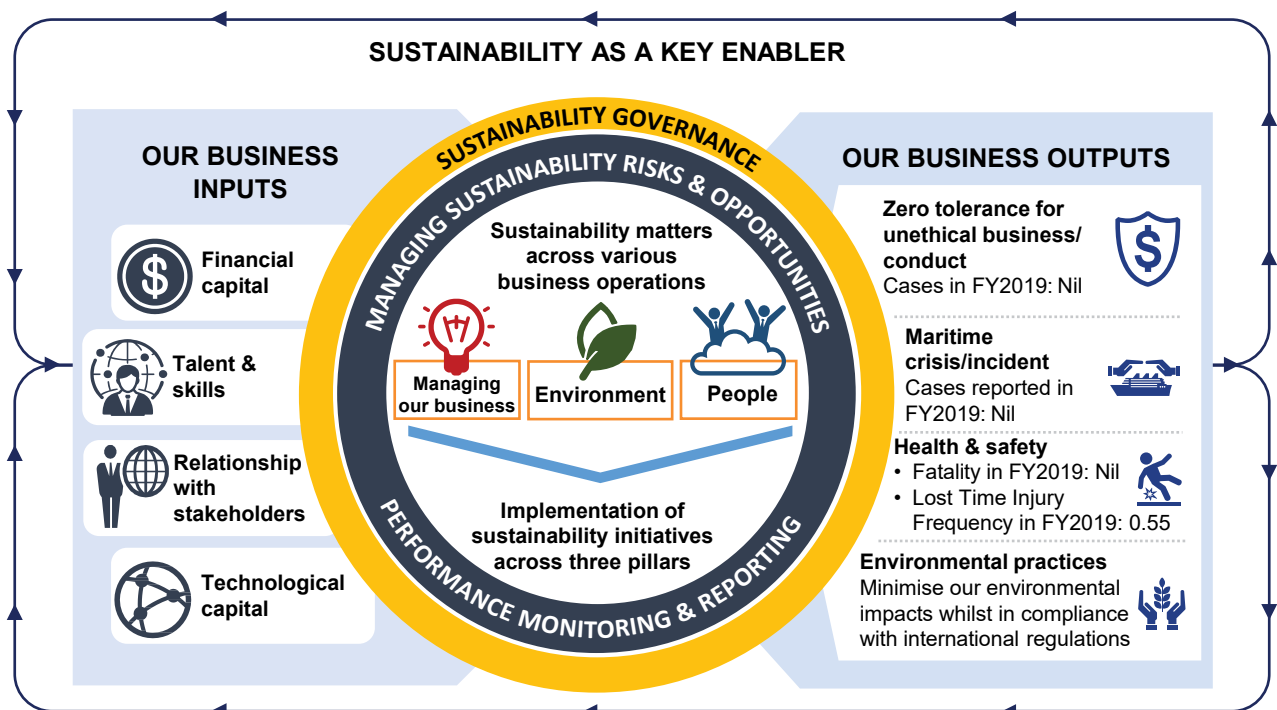 SUSTAINABILITY AS A KEY ENABLER
OUR BUSINESS
INPUTS
Financial
capital
Talent &
skills
Relationship
with
stakeholders
Technological
capital
SUSTAINABILITY GOVERNANCE
MANAGING SUSTAINABILITY RISKS & OPPORTUNITIES
Sustainability matters
across various
business operations
Managing
our business
Environment
People
Implementation of
sustainability initiatives
across three pillars
PERFORMANCE MONITORING & REPORTING
OUR BUSINESS OUTPUTS
Zero tolerance for
unethical business/
conduct
Cases in FY2019: Nil
Maritime
crisis/incident
Cases reported in
FY2019: Nil
Health & safety
• Fatality in FY2019: Nil
• Lost Time Injury
Frequency in FY2019: 0.55
Environmental practices
Minimise our environmental
impacts whilst in compliance
with international regulations